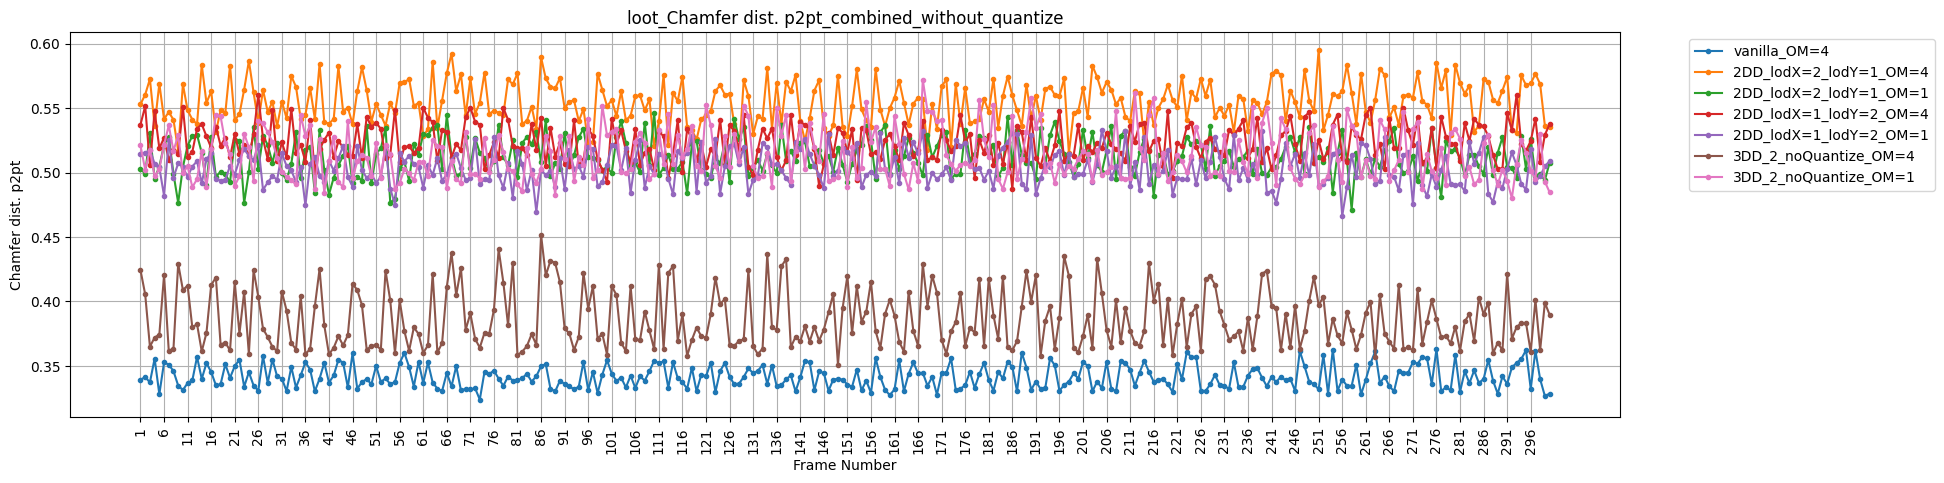 loot_Chamfer dist. p2pt_combined_without_quantize
Chamfer dist. p2pt
0.60
0.55
0.50
0.45
0.40
0.35
1 6 11 16 21 26 31 36 41 46 51 56 61 66 71 76 81 86 91 96 101 106 111 116 121 126 131 136 141 146 151 156 161 166 171 176 181 186 191 196 201 206 211 216 221 226 231 236 241 246 251 256 261 266 271 276 281 286 291 296
Frame Number
vanilla_OM=4
2DD_lodX=2_lodY=1_OM=4
2DD_lodX=2_lodY=1_OM=1
2DD_lodX=1_lodY=2_OM=4
2DD_lodX=1_lodY=2_OM=1
3DD_2_noQuantize_OM=4
3DD_2_noQuantize_OM=1